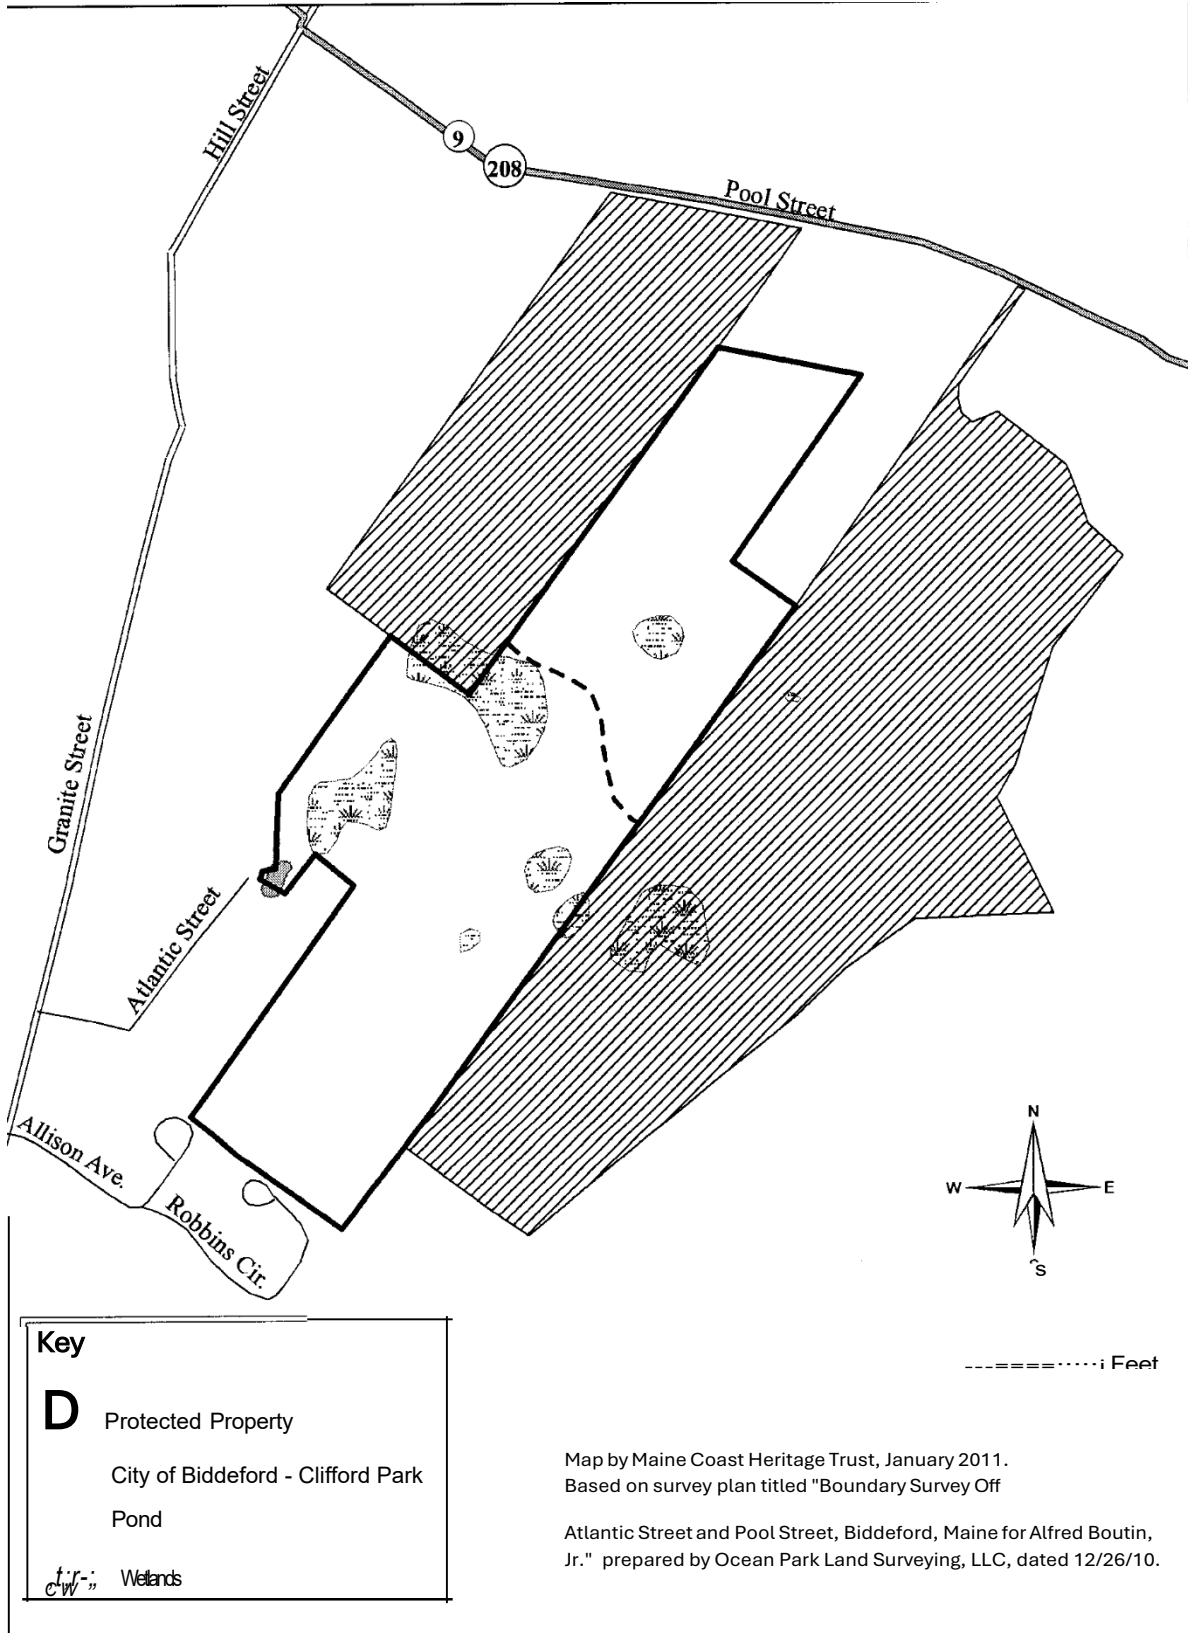 Hill Street
9
208
Pool Street
Granite Street
Atlantic Street
Allison Ave.
Robbins Cir.
N
W
E
S
Feet
Key
D Protected Property
City of Biddeford - Clifford Park
Pond
Wetlands
Map by Maine Coast Heritage Trust, January 2011.
Based on survey plan titled "Boundary Survey Off
Atlantic Street and Pool Street, Biddeford, Maine for Alfred Boutin,
Jr." prepared by Ocean Park Land Surveying, LLC, dated 12/26/10.